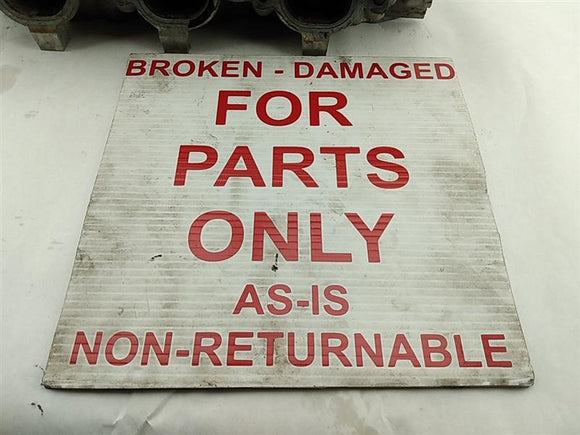 BROKEN - DAMAGED
FOR
PARTS
ONLY
AS-IS
NON-RETURNABLE